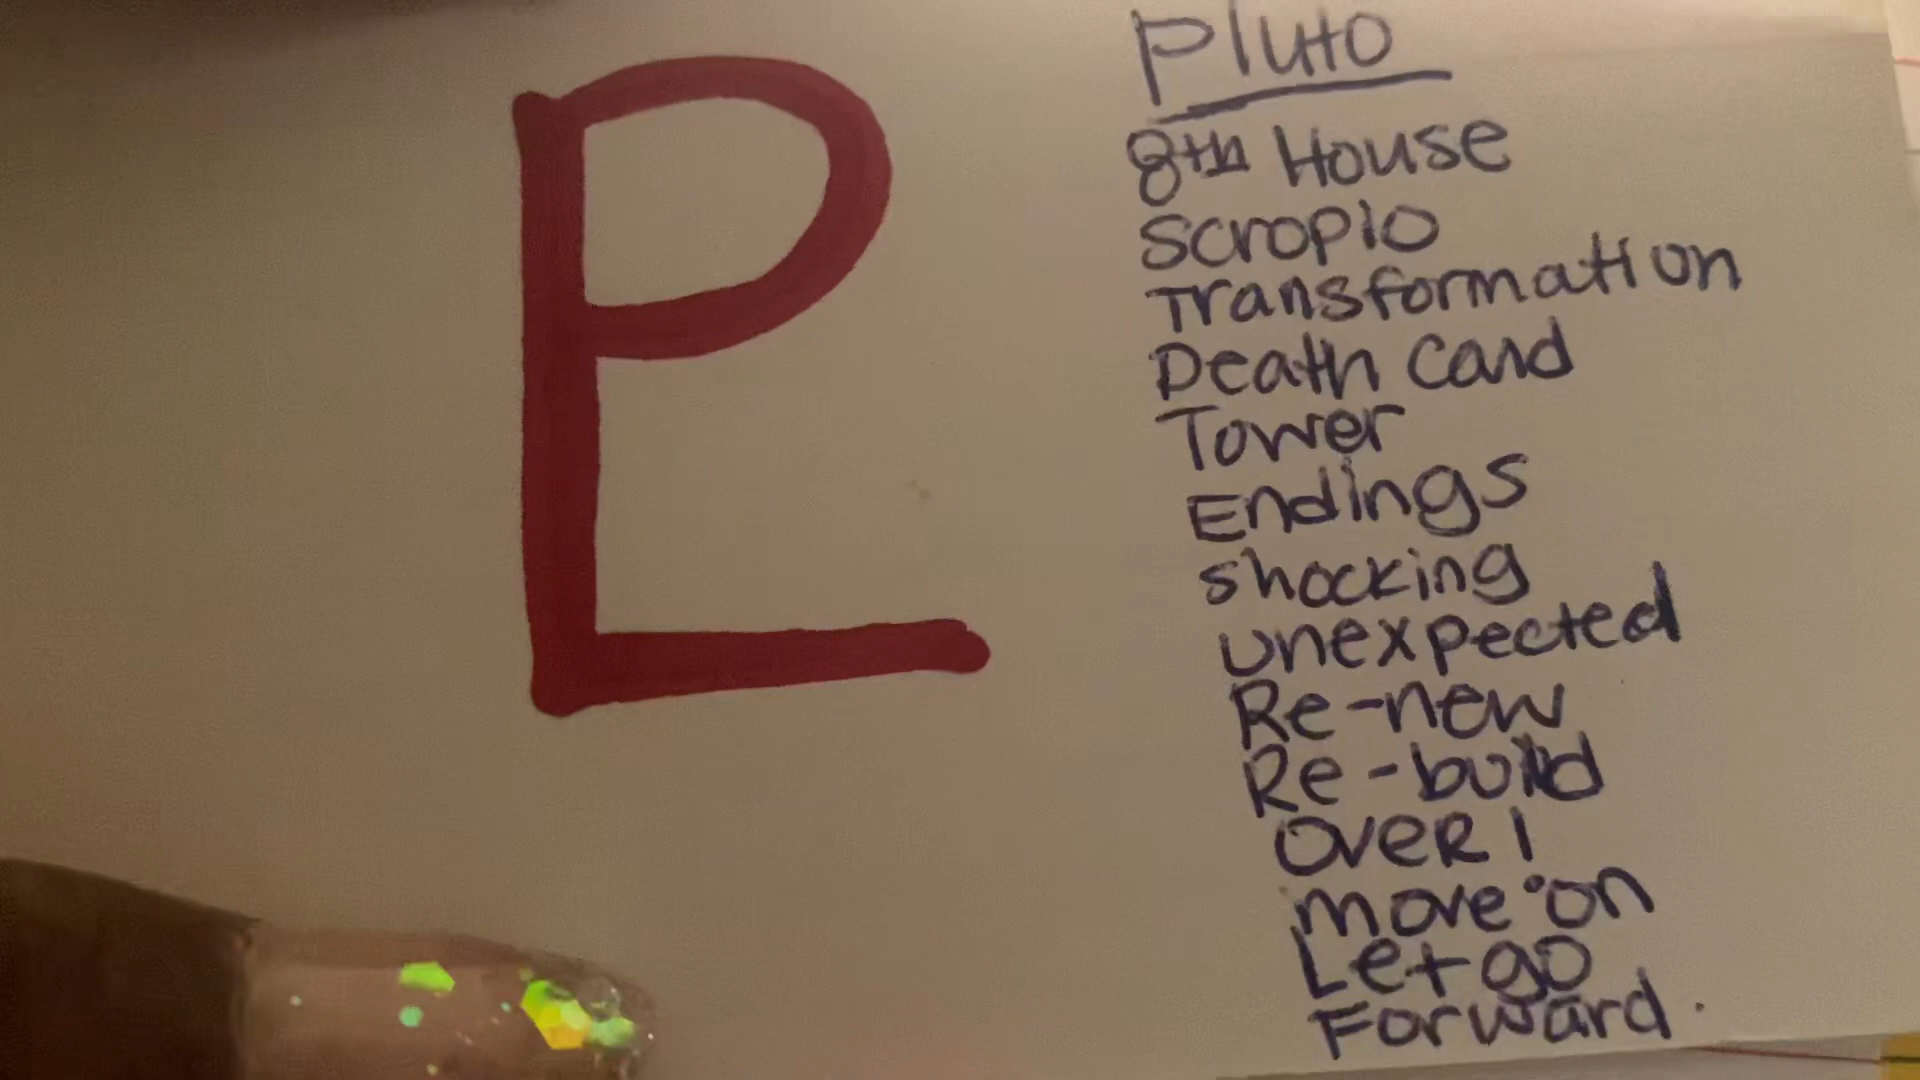 Pluto
8th House
Scropio
Transformation
Death Card
Tower
Endings
shocking
unexpected
Re-new
Re-build
OVER!
move on
Let go
Forward.